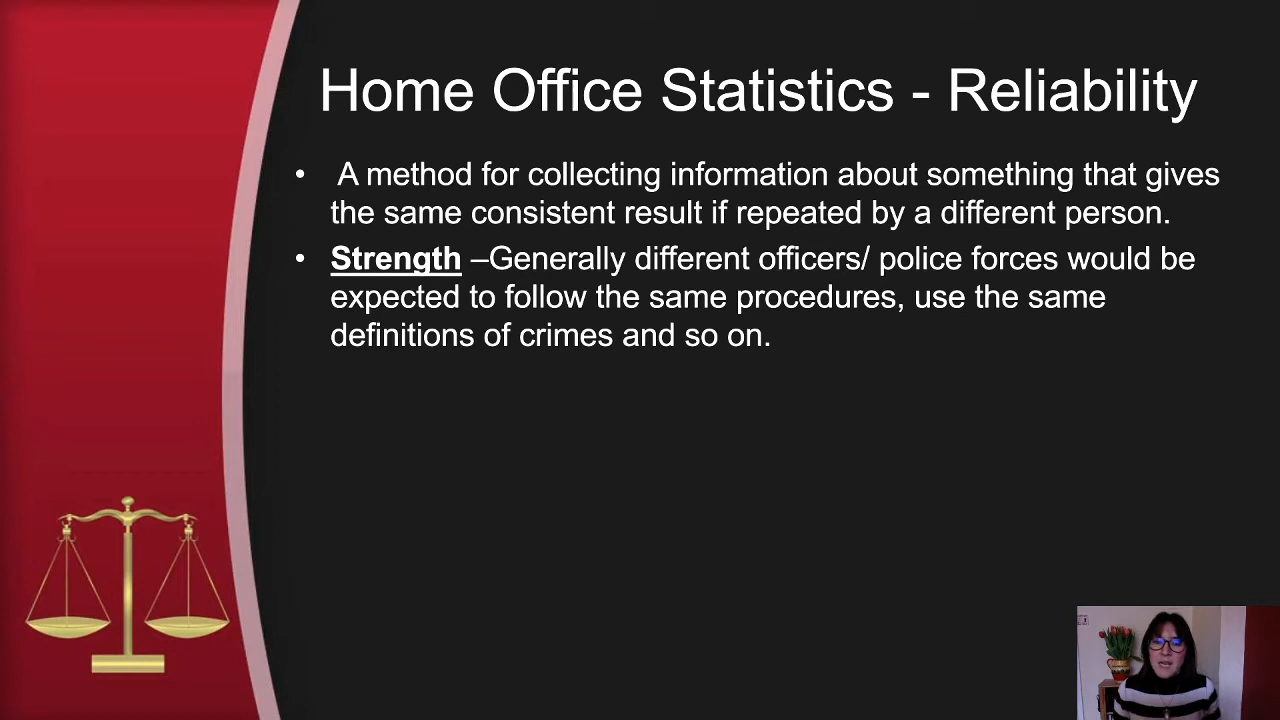 Home Office Statistics - Reliability
• A method for collecting information about something that gives
the same consistent result if repeated by a different person.
• Strength –Generally different officers/ police forces would be
expected to follow the same procedures, use the same
definitions of crimes and so on.